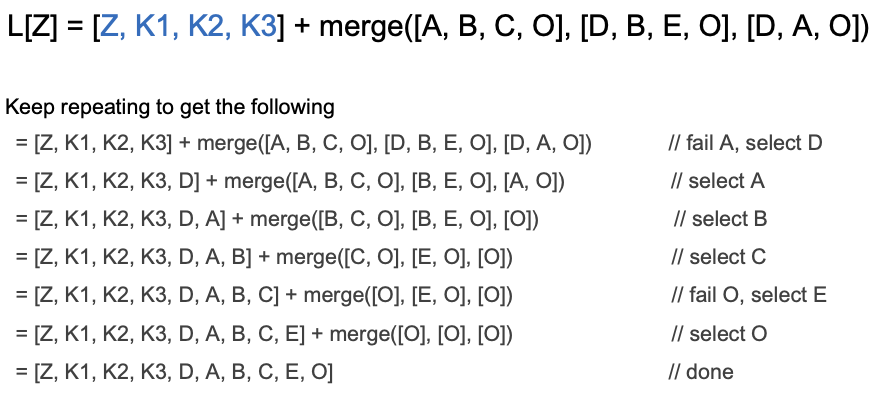 L[Z] = [Z, K1, K2, K3] + merge([A, B, C, O], [D, B, E, O], [D, A, O])
Keep repeating to get the following
= [Z, K1, K2, K3] + merge([A, B, C, O], [D, B, E, O], [D, A, O]) // fail A, select D
= [Z, K1, K2, K3, D] + merge([A, B, C, O], [B, E, O], [A, O]) // select A
= [Z, K1, K2, K3, D, A] + merge([B, C, O], [B, E, O], [O]) // select B
= [Z, K1, K2, K3, D, A, B] + merge([C, O], [E, O], [O]) // select C
= [Z, K1, K2, K3, D, A, B, C] + merge([O], [E, O], [O]) // fail O, select E
= [Z, K1, K2, K3, D, A, B, C, E] + merge([O], [O], [O]) // select O
= [Z, K1, K2, K3, D, A, B, C, E, O] // done